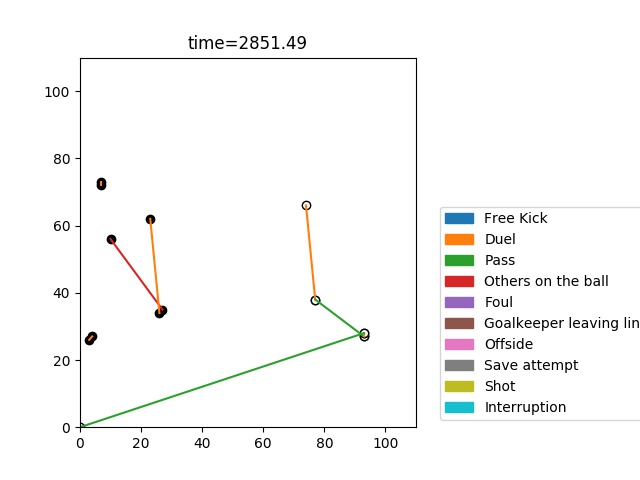 time=2851.49
100
80
60
40
20
0
0 20 40 60 80 100
Free Kick
Duel
Pass
Others on the ball
Foul
Goalkeeper leaving lin
Offside
Save attempt
Shot
Interruption